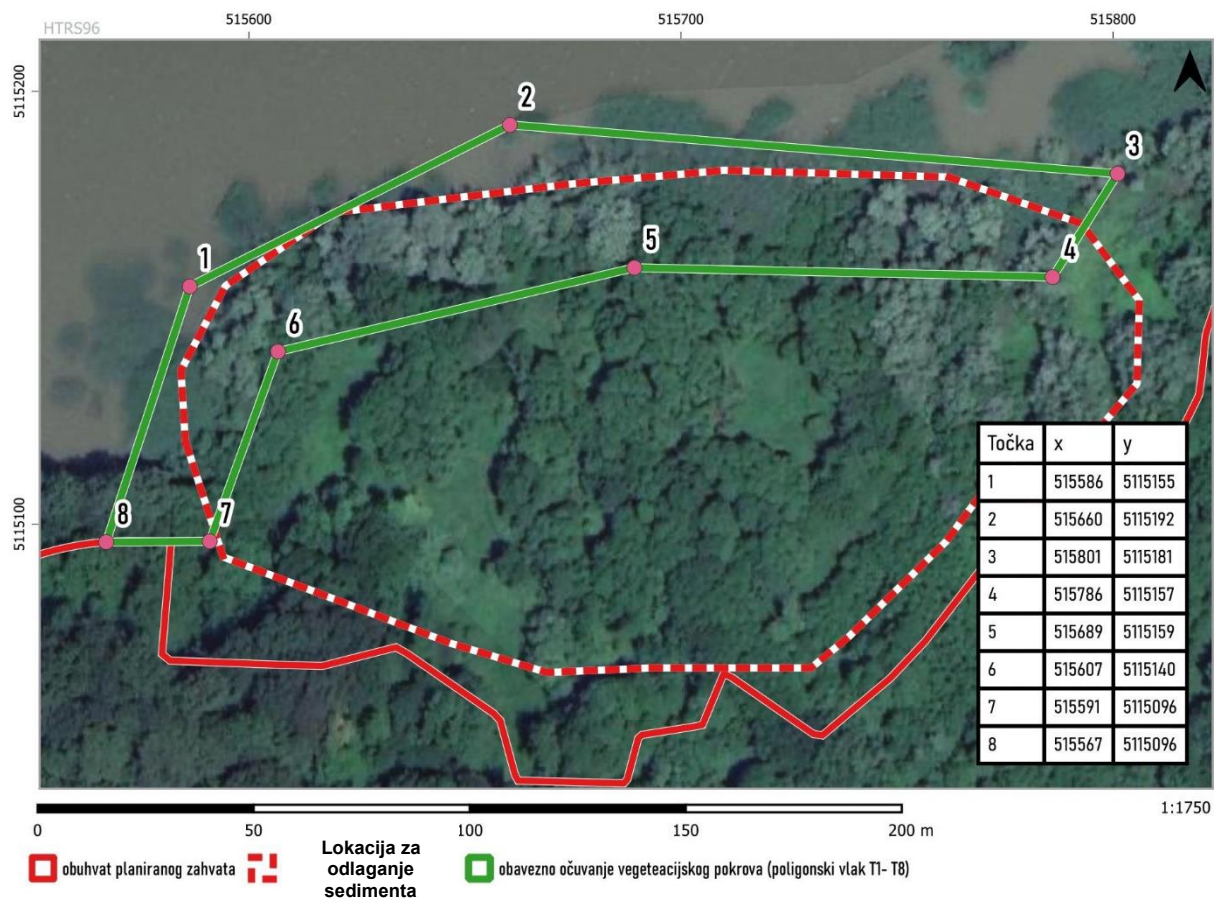 HTRS96
515600
515700
515800
5115200
5115100
1
2
3
4
5
6
7
8
Točka x y
1 515586 5115155
2 515660 5115192
3 515801 5115181
4 515786 5115157
5 515689 5115159
6 515607 5115140
7 515591 5115096
8 515567 5115096
0 50 100 150 200 m
1:1750
obuhvat planiranog zahvata
Lokacija za
odlaganje
sedimenta
obavezno očuvanje vegeteacijskog pokrova (poligonski vlak T1- T8)